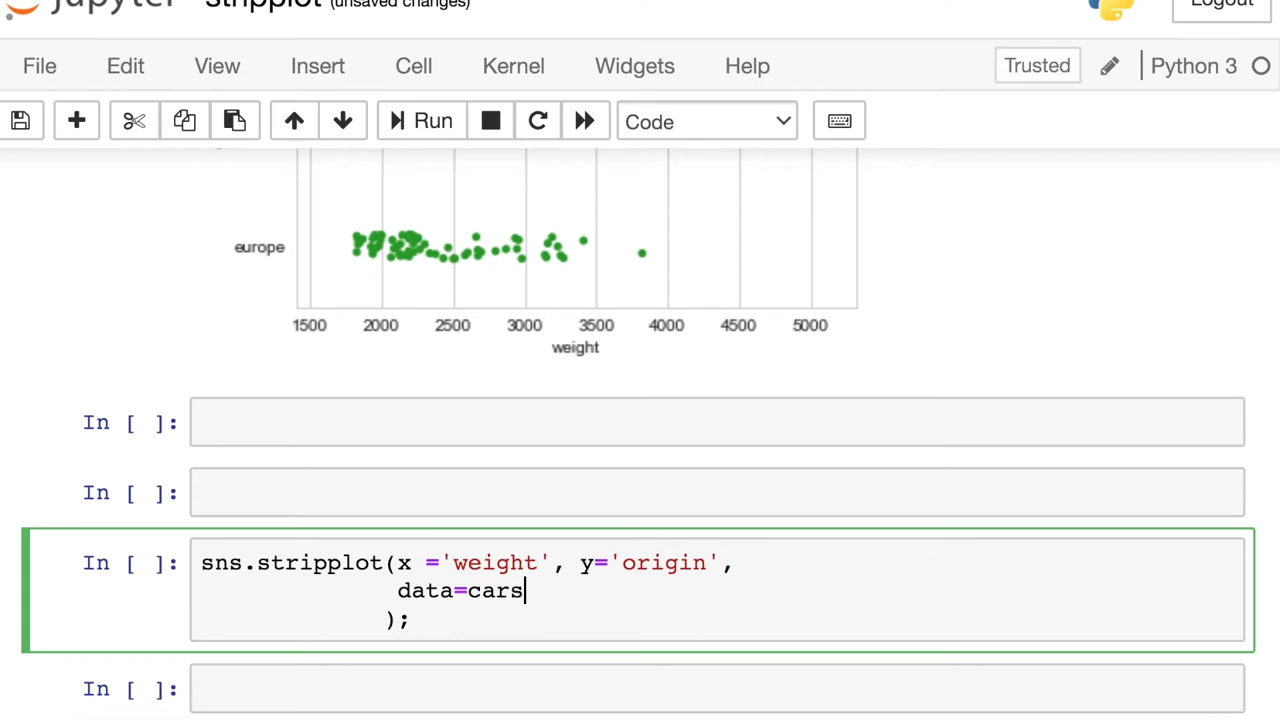 jupyter stripplot (unsaved changes) Logout
File Edit View Insert Cell Kernel Widgets Help Trusted Python 3
Run Code
europe
1500 2000 2500 3000 3500 4000 4500 5000
weight
In [ ]:
In [ ]:
In [ ]: sns.stripplot(x ='weight', y='origin',
data=cars
);
In [ ]: